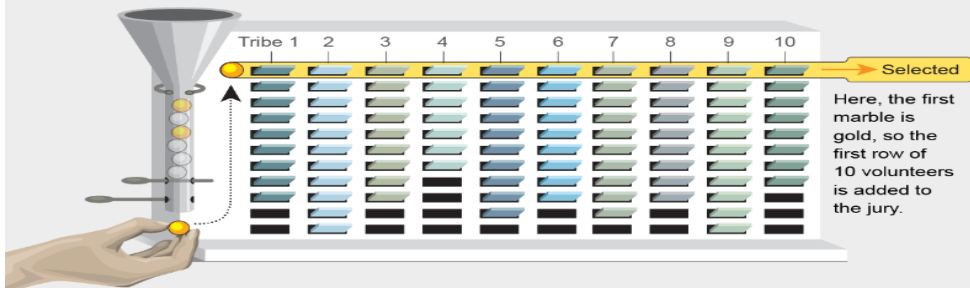 Tribe 1 2 3 4 5 6 7 8 9 10
Selected
Here, the first
marble is
gold, so the
first row of
10 volunteers
is added to
the jury.